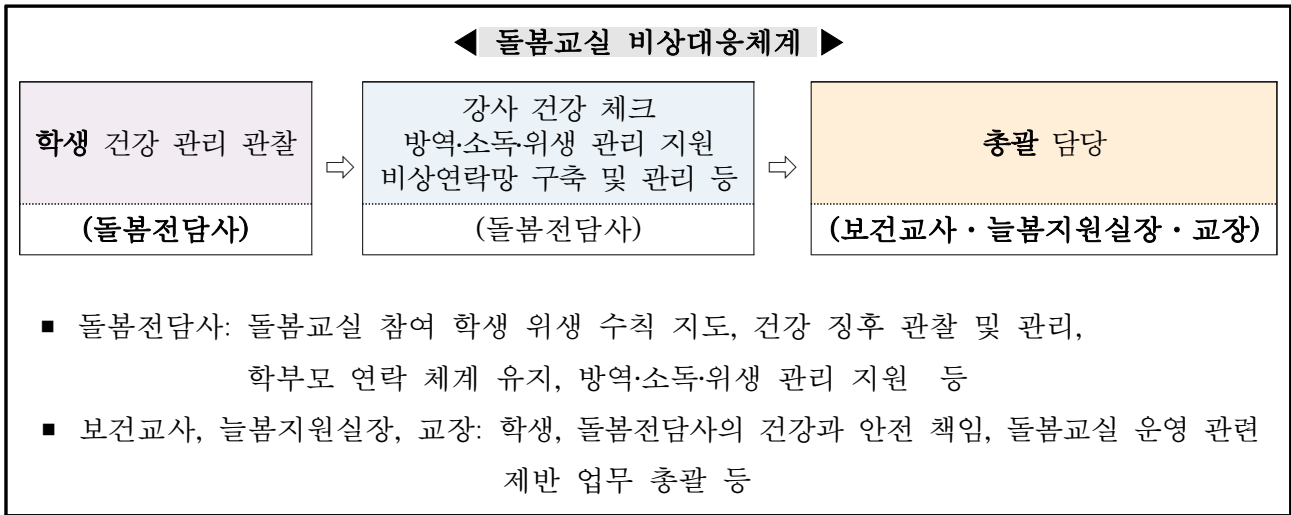 ◀ 돌봄교실 비상대응체계 ▶
학생 건강 관리 관찰
(돌봄전담사)
⇨
강사 건강 체크
방역·소독·위생 관리 지원
비상연락망 구축 및 관리 등
(돌봄전담사)
⇨
총괄 담당
(보건교사·늘봄지원실장·교장)
■ 돌봄전담사: 돌봄교실 참여 학생 위생 수칙 지도, 건강 징후 관찰 및 관리,
학부모 연락 체계 유지, 방역·소독·위생 관리 지원 등
■ 보건교사, 늘봄지원실장, 교장: 학생, 돌봄전담사의 건강과 안전 책임, 돌봄교실 운영 관련
제반 업무 총괄 등